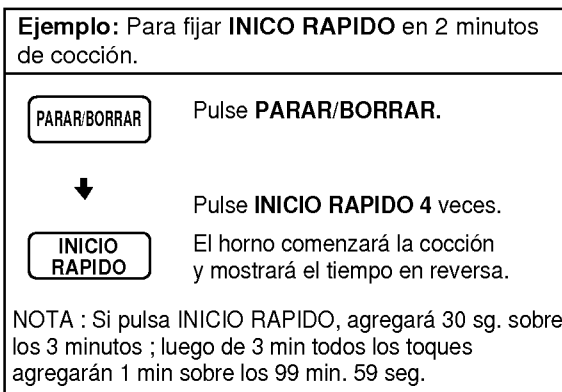 Ejemplo: Para fijar INICO RAPIDO en 2 minutos
de cocción.
PARAR/BORRAR
Pulse PARAR/BORRAR.
Pulse INICIO RAPIDO 4 veces.
INICIO
RAPIDO
El horno comenzará la cocción
y mostrará el tiempo en reversa.
NOTA : Si pulsa INICIO RAPIDO, agregará 30 sg. sobre
los 3 minutos ; luego de 3 min todos los toques
agregarán 1 min sobre los 99 min. 59 seg.